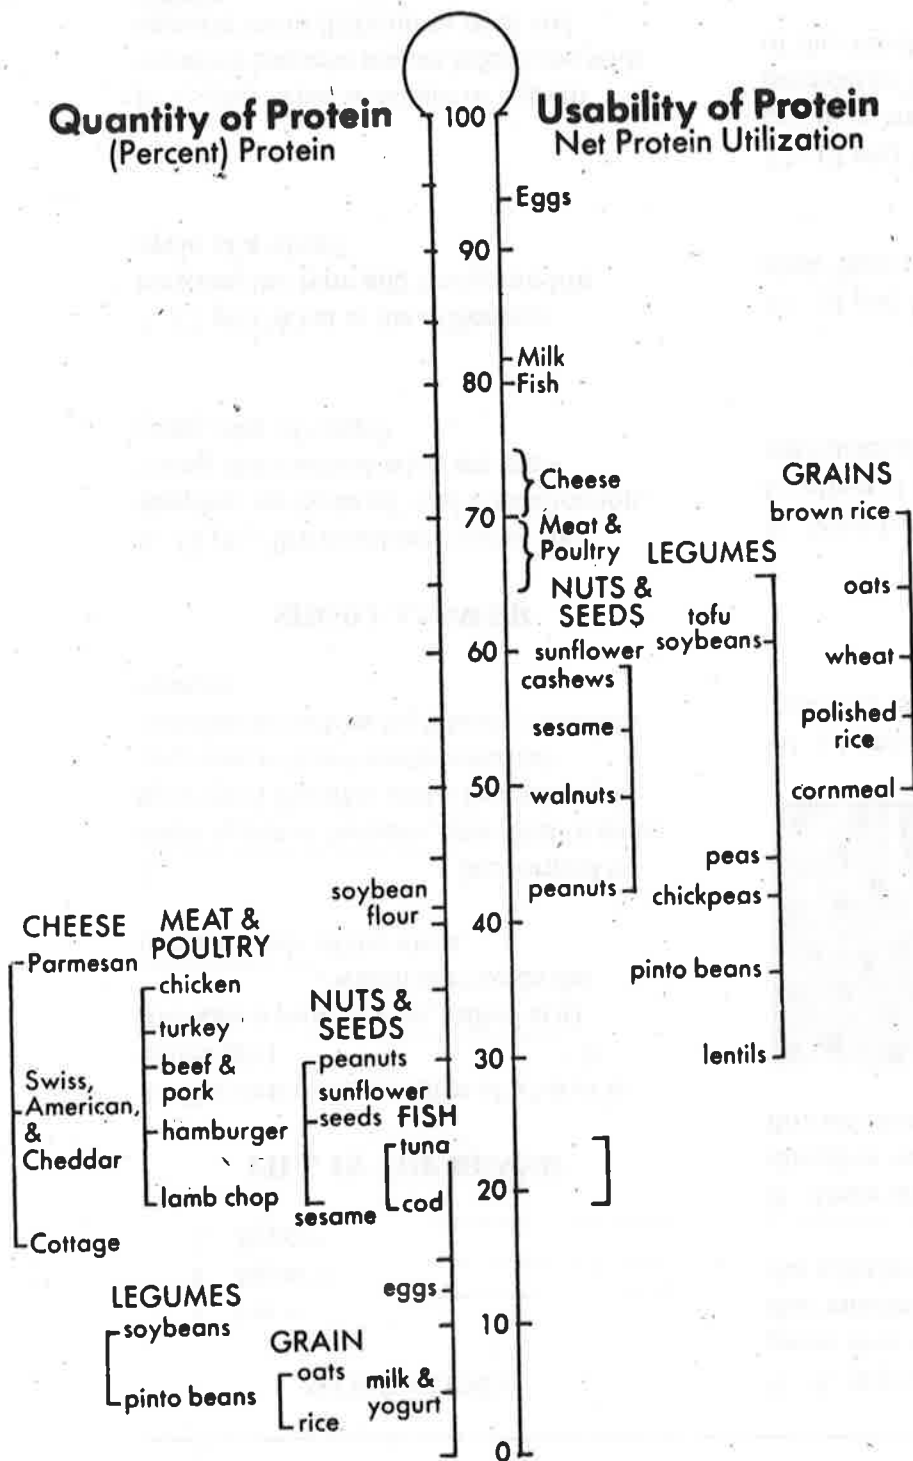 Quantity of Protein
(Percent) Protein
Usability of Protein
Net Protein Utilization
100
90
80
70
60
50
40
30
20
10
0
Eggs
Milk
Fish
Cheese
Meat &
Poultry
NUTS &
SEEDS
sunflower
cashews
sesame
walnuts
peanuts
LEGUMES
tofu
soybeans
peas
chickpeas
pinto beans
lentils
GRAINS
brown rice
oats
wheat
polished
rice
cornmeal
soybean
flour
CHEESE
Parmesan
Swiss,
American,
&
Cheddar
Cottage
MEAT &
POULTRY
chicken
turkey
beef &
pork
hamburger
lamb chop
NUTS &
SEEDS
peanuts
sunflower
seeds
sesame
FISH
tuna
cod
eggs
LEGUMES
soybeans
pinto beans
GRAIN
oats
rice
milk &
yogurt